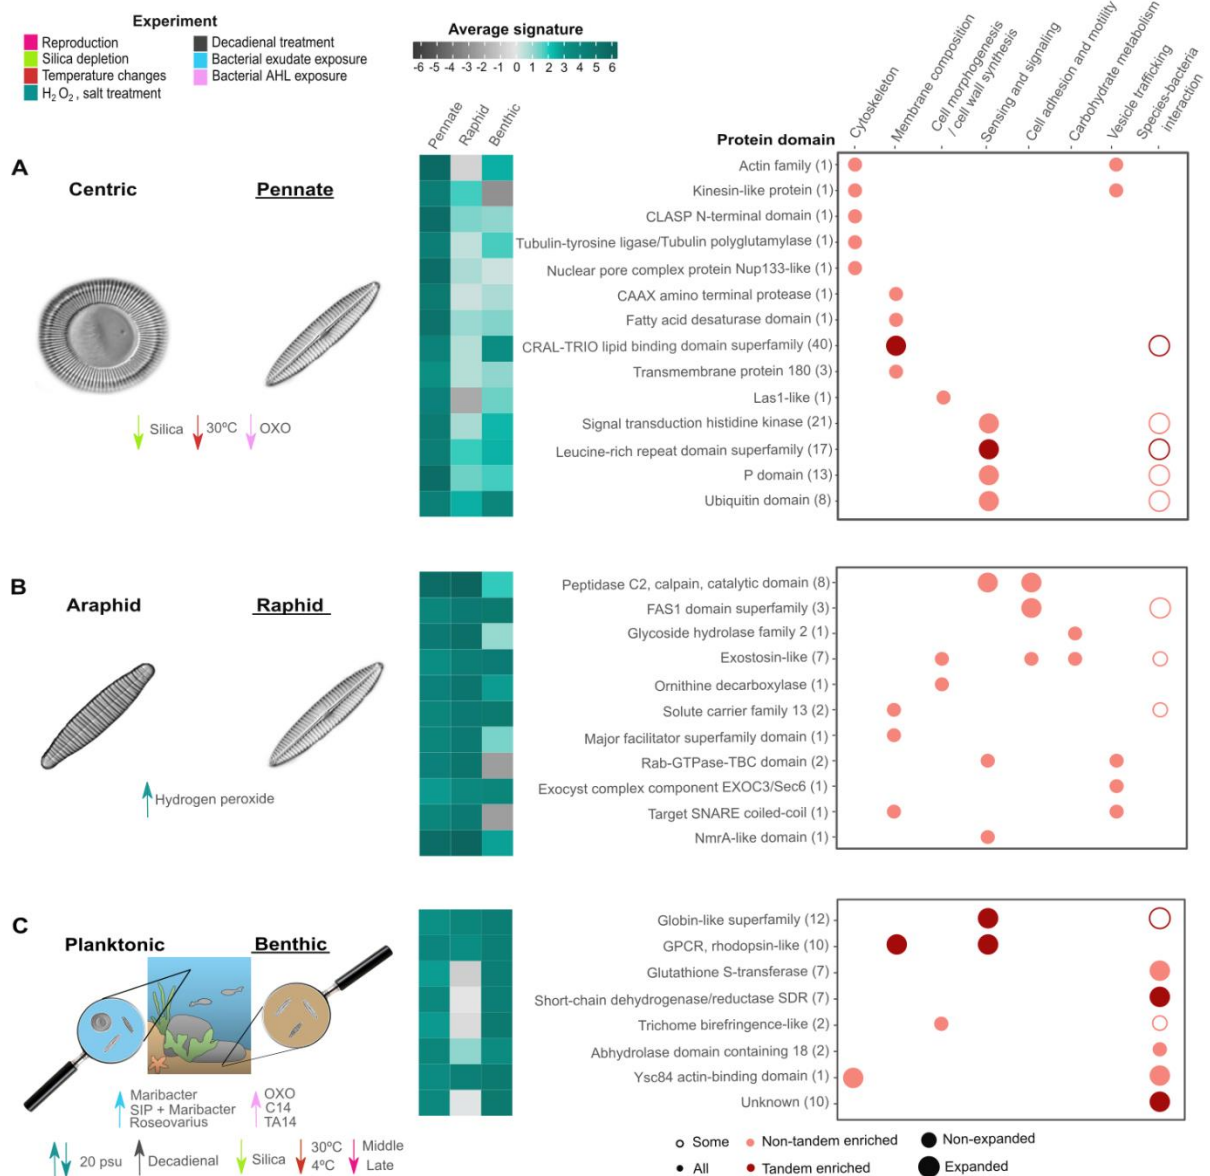 Experiment
Reproduction
Silica depletion
Temperature changes
H2O2, salt treatment
Decadienal treatment
Bacterial exudate exposure
Bacterial AHL exposure
Average signature
-6 -5 -4 -3 -2 -1 0 1 2 3 4 5 6
Pennate
Raphid
Benthic
Protein domain
Cytoskeleton
Membrane composition
Cell morphogenesis
/ cell wall synthesis
Sensing and signaling
Cell adhesion and motility
Carbohydrate metabolism
Vesicle trafficking
Species-bacteria
interaction
A
Centric Pennate
Silica 30ºC OXO
Actin family (1)
Kinesin-like protein (1)
CLASP N-terminal domain (1)
Tubulin-tyrosine ligase/Tubulin polyglutamylase (1)
Nuclear pore complex protein Nup133-like (1)
CAAX amino terminal protease (1)
Fatty acid desaturase domain (1)
CRAL-TRIO lipid binding domain superfamily (40)
Transmembrane protein 180 (3)
Las1-like (1)
Signal transduction histidine kinase (21)
Leucine-rich repeat domain superfamily (17)
P domain (13)
Ubiquitin domain (8)
B
Araphid Raphid
Hydrogen peroxide
Peptidase C2, calpain, catalytic domain (8)
FAS1 domain superfamily (3)
Glycoside hydrolase family 2 (1)
Exostosin-like (7)
Ornithine decarboxylase (1)
Solute carrier family 13 (2)
Major facilitator superfamily domain (1)
Rab-GTPase-TBC domain (2)
Exocyst complex component EXOC3/Sec6 (1)
Target SNARE coiled-coil (1)
NmrA-like domain (1)
C
Planktonic Benthic
Maribacter
SIP + Maribacter
Roseovarius
OXO
C14
TA14
20 psu
Decadienal
Silica
30ºC
4ºC
Middle
Late
Globin-like superfamily (12)
GPCR, rhodopsin-like (10)
Glutathione S-transferase (7)
Short-chain dehydrogenase/reductase SDR (7)
Trichome birefringence-like (2)
Abhydrolase domain containing 18 (2)
Ysc84 actin-binding domain (1)
Unknown (10)
Some Non-tandem enriched Non-expanded
All Tandem enriched Expanded